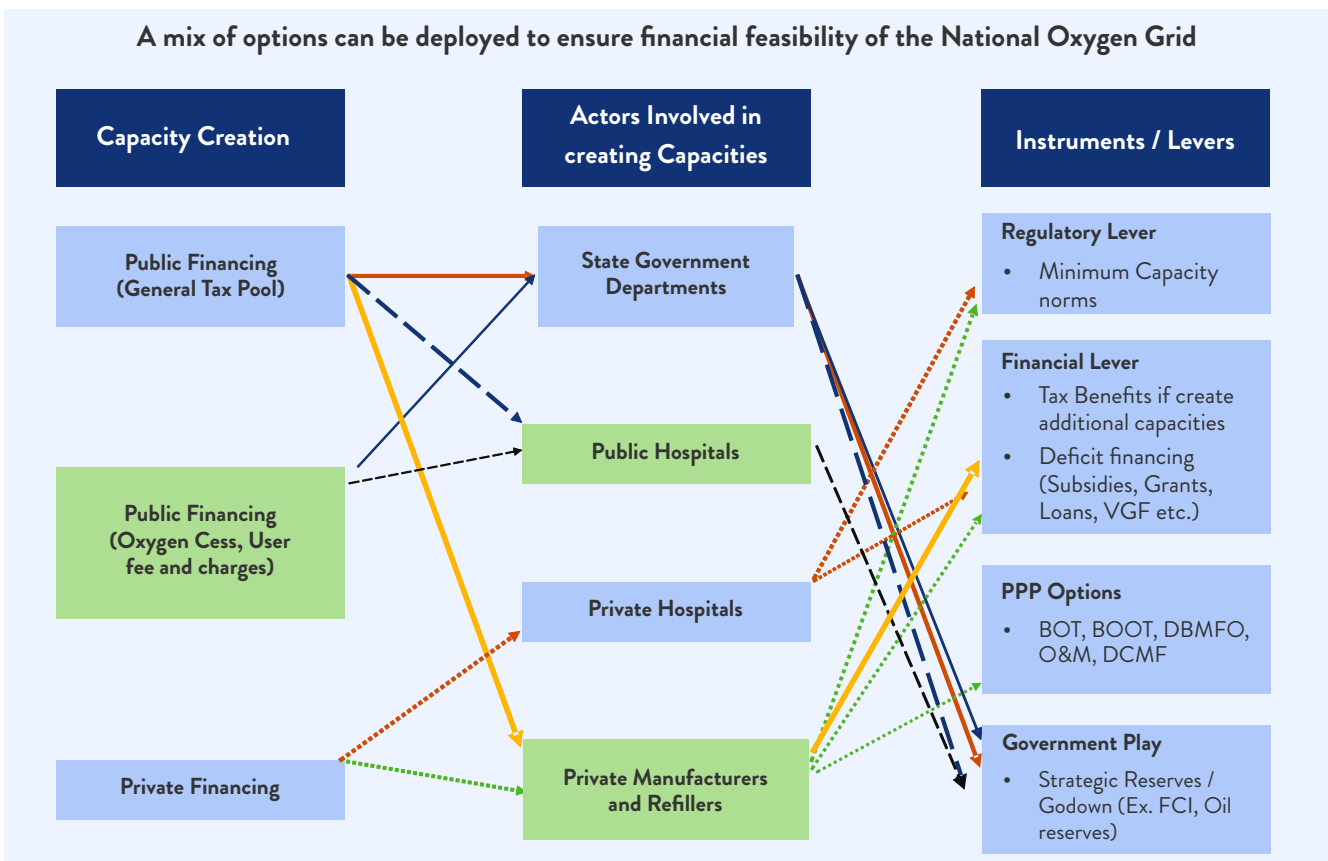 A mix of options can be deployed to ensure financial feasibility of the National Oxygen Grid
Capacity Creation
Public Financing
(General Tax Pool)
Public Financing
(Oxygen Cess, User
fee and charges)
Private Financing
Actors Involved in
creating Capacities
State Government
Departments
Public Hospitals
Private Hospitals
Private Manufacturers
and Refillers
Instruments / Levers
Regulatory Lever
• Minimum Capacity
norms
Financial Lever
• Tax Benefits if create
additional capacities
• Deficit financing
(Subsidies, Grants,
Loans, VGF etc.)
PPP Options
• BOT, BOOT, DBMFO,
O&M, DCMF
Government Play
• Strategic Reserves /
Godown (Ex. FCI, Oil
reserves)